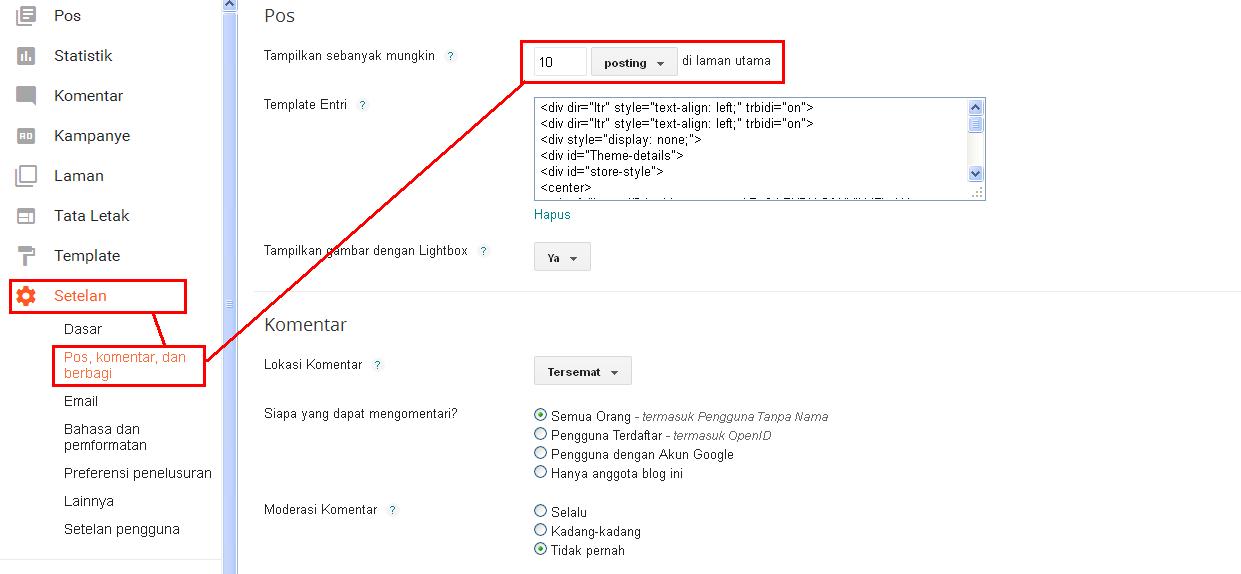 Pos
Statistik
Komentar
Kampanye
Laman
Tata Letak
Template
Setelan
Dasar
Pos, komentar, dan
berbagi
Email
Bahasa dan
pemformatan
Preferensi penelusuran
Lainnya
Setelan pengguna
Pos
Tampilkan sebanyak mungkin ? 10 posting di laman utama
Template Entri ?
<div dir="ltr" style="text-align: left;" trbidi="on">
<div dir="ltr" style="text-align: left;" trbidi="on">
<div style="display: none;">
<div id="Theme-details">
<div id="store-style">
<center>
Hapus
Tampilkan gambar dengan Lightbox ? Ya
Komentar
Lokasi Komentar ? Tersemat
Siapa yang dapat mengomentari?
Semua Orang - termasuk Pengguna Tanpa Nama
Pengguna Terdaftar - termasuk OpenID
Pengguna dengan Akun Google
Hanya anggota blog ini
Moderasi Komentar ?
Selalu
Kadang-kadang
Tidak pernah